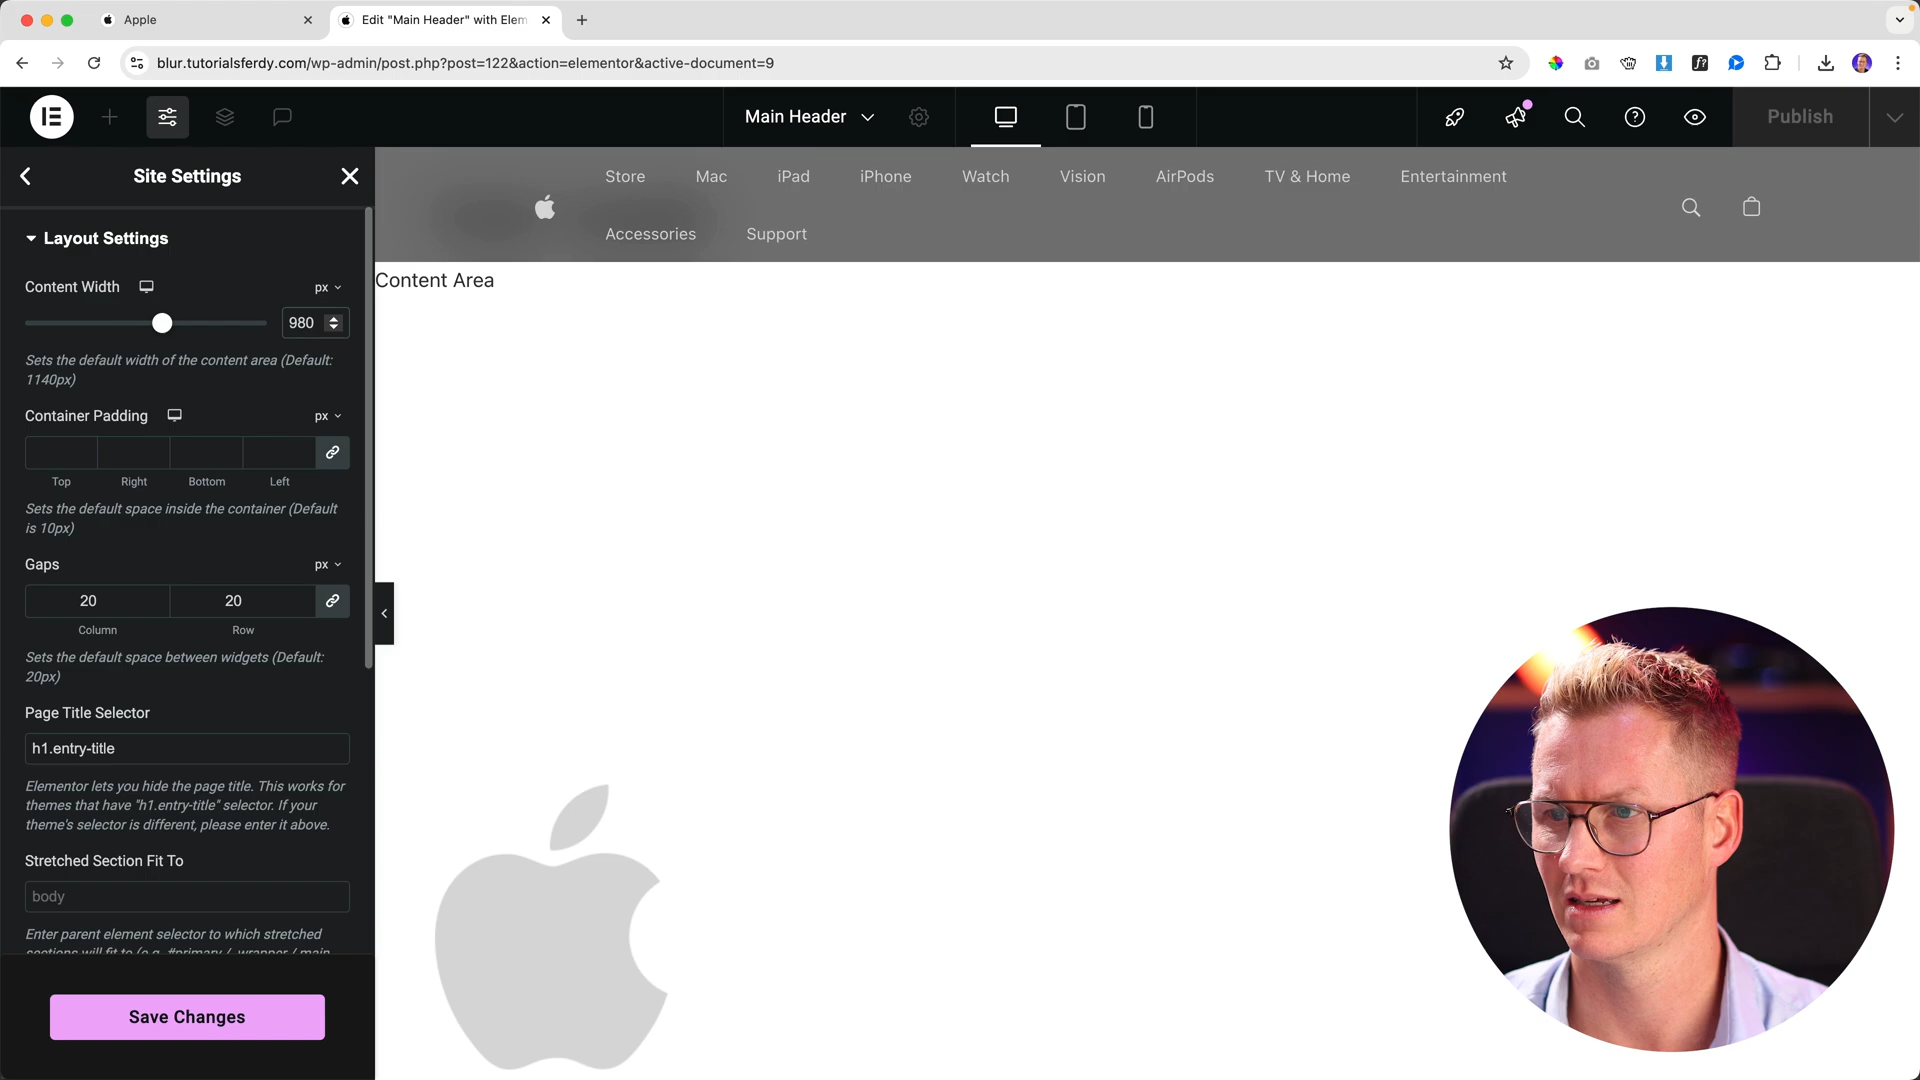 Apple
Edit "Main Header" with Elem
blur.tutorialsferdy.com/wp-admin/post.php?post=122&action=elementor&active-document=9
Main Header
Publish
Site Settings
Store Mac iPad iPhone Watch Vision AirPods TV & Home Entertainment
Accessories Support
Layout Settings
Content Area
Content Width px
980
Sets the default width of the content area (Default:
1140px)
Container Padding px
Top Right Bottom Left
Sets the default space inside the container (Default
is 10px)
Gaps px
20 20
Column Row
Sets the default space between widgets (Default:
20px)
Page Title Selector
h1.entry-title
Elementor lets you hide the page title. This works for
themes that have "h1.entry-title" selector. If your
theme's selector is different, please enter it above.
Stretched Section Fit To
body
Enter parent element selector to which stretched
sections will fit to (e.g. #primary / .wrapper / main
Save Changes